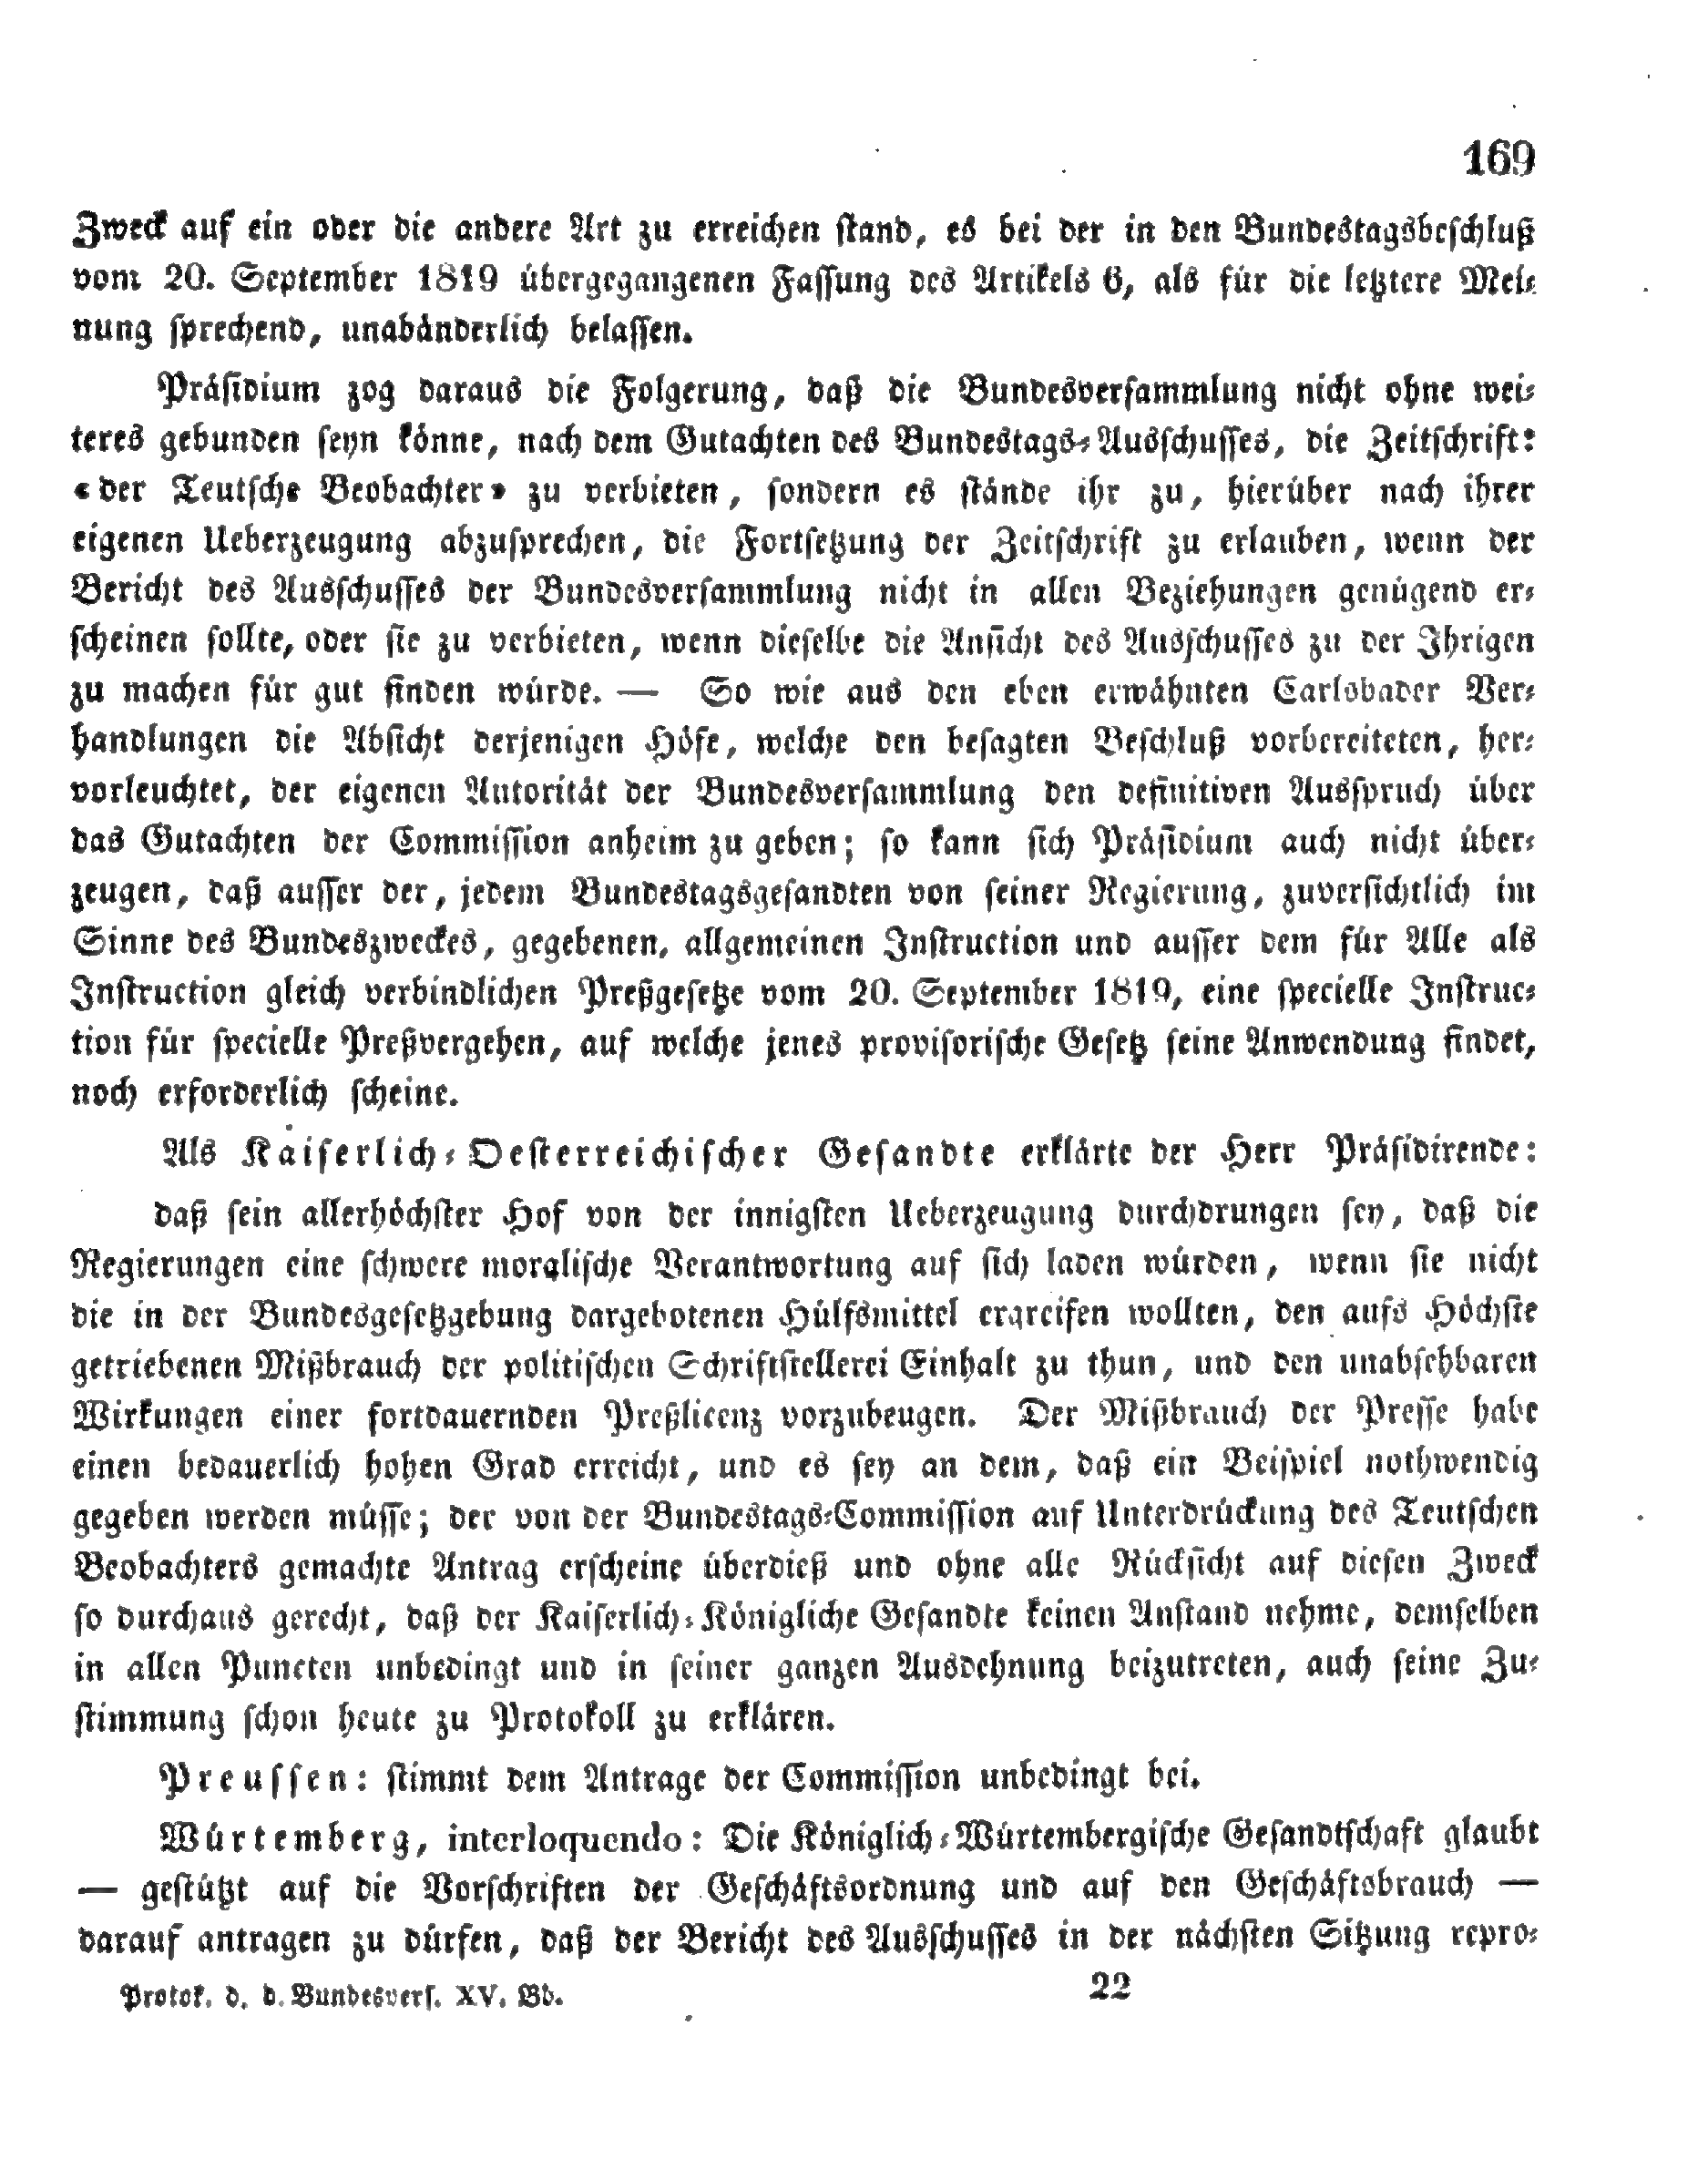 169
Zweck auf ein oder die andere Art zu erreichen stand, es bei der in den Bundestagsbeschluß
vom 20. September 1819 übergegangenen Fassung des Artikels 6, als für die letztere Mei-
nung sprechend, unabänderlich belassen.
Präsidium zog daraus die Folgerung, daß die Bundesversammlung nicht ohne wei-
teres gebunden seyn könne, nach dem Gutachten des Bundestags-Ausschusses, die Zeitschrift:
«der Teutsche Beobachter» zu verbieten, sondern es stände ihr zu, hierüber nach ihrer
eigenen Ueberzeugung abzusprechen, die Fortsetzung der Zeitschrift zu erlauben, wenn der
Bericht des Ausschusses der Bundesversammlung nicht in allen Beziehungen genügend er-
scheinen sollte, oder sie zu verbieten, wenn dieselbe die Ansicht des Ausschusses zu der Ihrigen
zu machen für gut finden würde. — So wie aus den eben erwähnten Carlsbader Ver-
handlungen die Absicht derjenigen Höfe, welche den besagten Beschluß vorbereiteten, her-
vorleuchtet, der eigenen Autorität der Bundesversammlung den definitiven Ausspruch über
das Gutachten der Commission anheim zu geben; so kann sich Präsidium auch nicht über-
zeugen, daß ausser der, jedem Bundestagsgesandten von seiner Regierung, zuversichtlich im
Sinne des Bundeszweckes, gegebenen, allgemeinen Instruction und ausser dem für Alle als
Instruction gleich verbindlichen Preßgesetze vom 20. September 1819, eine specielle Instruc-
tion für specielle Preßvergehen, auf welche jenes provisorische Gesetz seine Anwendung findet,
noch erforderlich scheine.
Als Kaiserlich-Oesterreichischer Gesandte erklärte der Herr Präsidirende:
daß sein allerhöchster Hof von der innigsten Ueberzeugung durchdrungen sey, daß die
Regierungen eine schwere moralische Verantwortung auf sich laden würden, wenn sie nicht
die in der Bundesgesetzgebung dargebotenen Hülfsmittel ergreifen wollten, den aufs Höchste
getriebenen Mißbrauch der politischen Schriftstellerei Einhalt zu thun, und den unabsehbaren
Wirkungen einer fortdauernden Preßlicenz vorzubeugen. Der Mißbrauch der Presse habe
einen bedauerlich hohen Grad erreicht, und es sey an dem, daß ein Beispiel nothwendig
gegeben werden müsse; der von der Bundestags-Commission auf Unterdrückung des Teutschen
Beobachters gemachte Antrag erscheine überdieß und ohne alle Rücksicht auf diesen Zweck
so durchaus gerecht, daß der Kaiserlich-Königliche Gesandte keinen Anstand nehme, demselben
in allen Puncten unbedingt und in seiner ganzen Ausdehnung beizutreten, auch seine Zu-
stimmung schon heute zu Protokoll zu erklären.
Preussen: stimmt dem Antrage der Commission unbedingt bei.
Würtemberg, interloquendo: Die Königlich-Würtembergische Gesandtschaft glaubt
— gestützt auf die Vorschriften der Geschäftsordnung und auf den Geschäftsbrauch —
darauf antragen zu dürfen, daß der Bericht des Ausschusses in der nächsten Sitzung repro-
Protok. d. d. Bundesvers. XV. Bd. 22